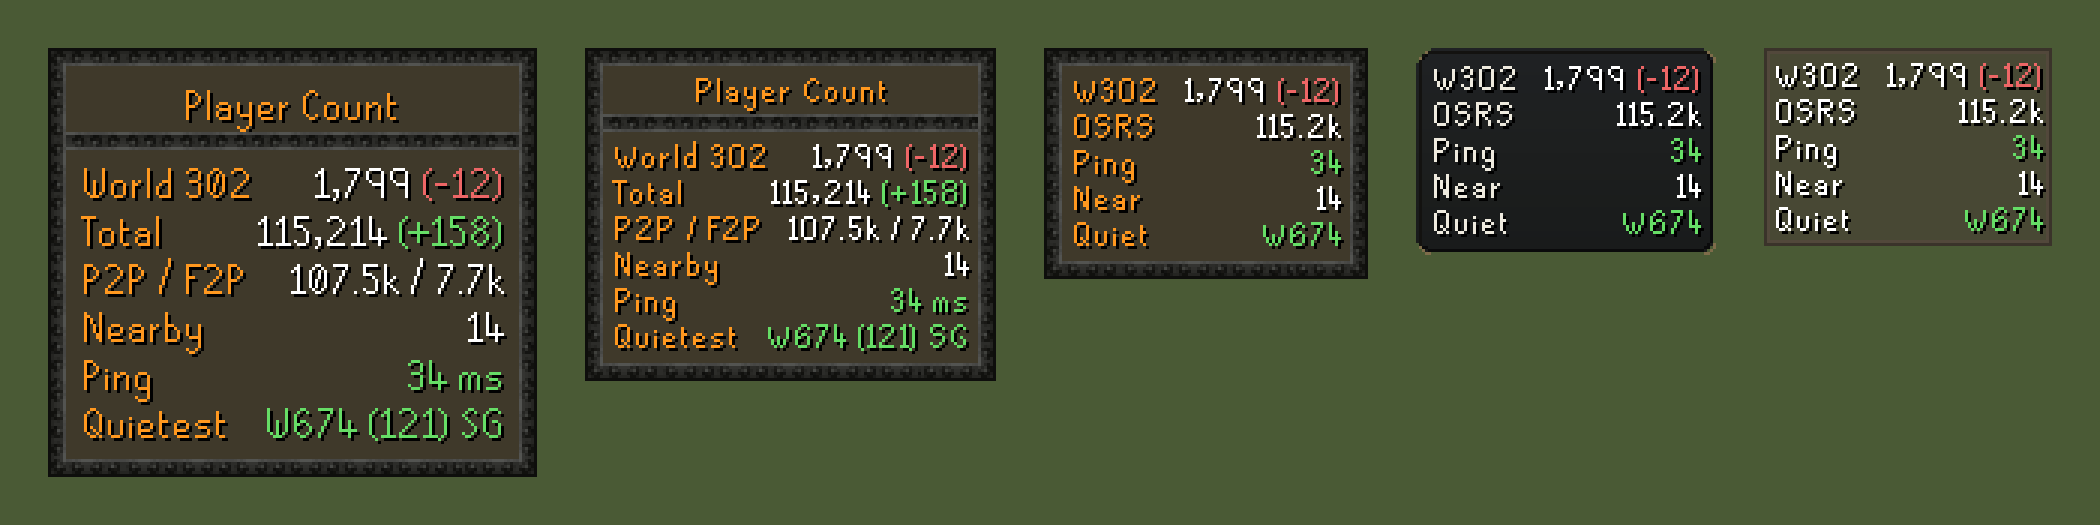 Player Count
World 302 1,799 (-12)
Total 115,214 (+158)
P2P / F2P 107.5k / 7.7k
Nearby 14
Ping 34 ms
Quietest W674 (121) SG
Player Count
World 302 1,799 (-12)
Total 115,214 (+158)
P2P / F2P 107.5k / 7.7k
Nearby 14
Ping 34 ms
Quietest W674 (121) SG
W302 1,799 (-12)
OSRS 115.2k
Ping 34
Near 14
Quiet W674
W302 1,799 (-12)
OSRS 115.2k
Ping 34
Near 14
Quiet W674
W302 1,799 (-12)
OSRS 115.2k
Ping 34
Near 14
Quiet W674